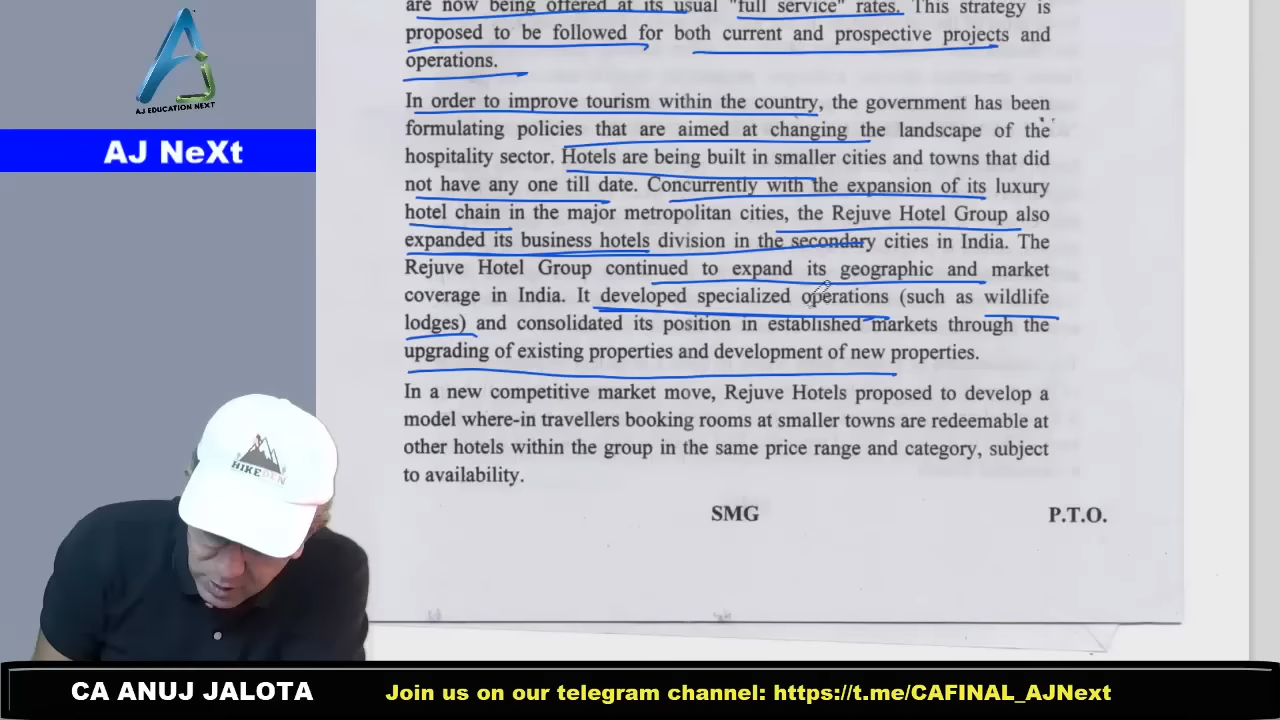 are now being offered at its usual "full service" rates. This strategy is
proposed to be followed for both current and prospective projects and
operations.
In order to improve tourism within the country, the government has been
formulating policies that are aimed at changing the landscape of the
hospitality sector. Hotels are being built in smaller cities and towns that did
not have any one till date. Concurrently with the expansion of its luxury
hotel chain in the major metropolitan cities, the Rejuve Hotel Group also
expanded its business hotels division in the secondary cities in India. The
Rejuve Hotel Group continued to expand its geographic and market
coverage in India. It developed specialized operations (such as wildlife
lodges) and consolidated its position in established markets through the
upgrading of existing properties and development of new properties.
In a new competitive market move, Rejuve Hotels proposed to develop a
model where-in travellers booking rooms at smaller towns are redeemable at
other hotels within the group in the same price range and category, subject
to availability.
SMG P.T.O.
AJ EDUCATION NEXT
AJ NeXt
HIKEDEN
CA ANUJ JALOTA
Join us on our telegram channel: https://t.me/CAFINAL_AJNext